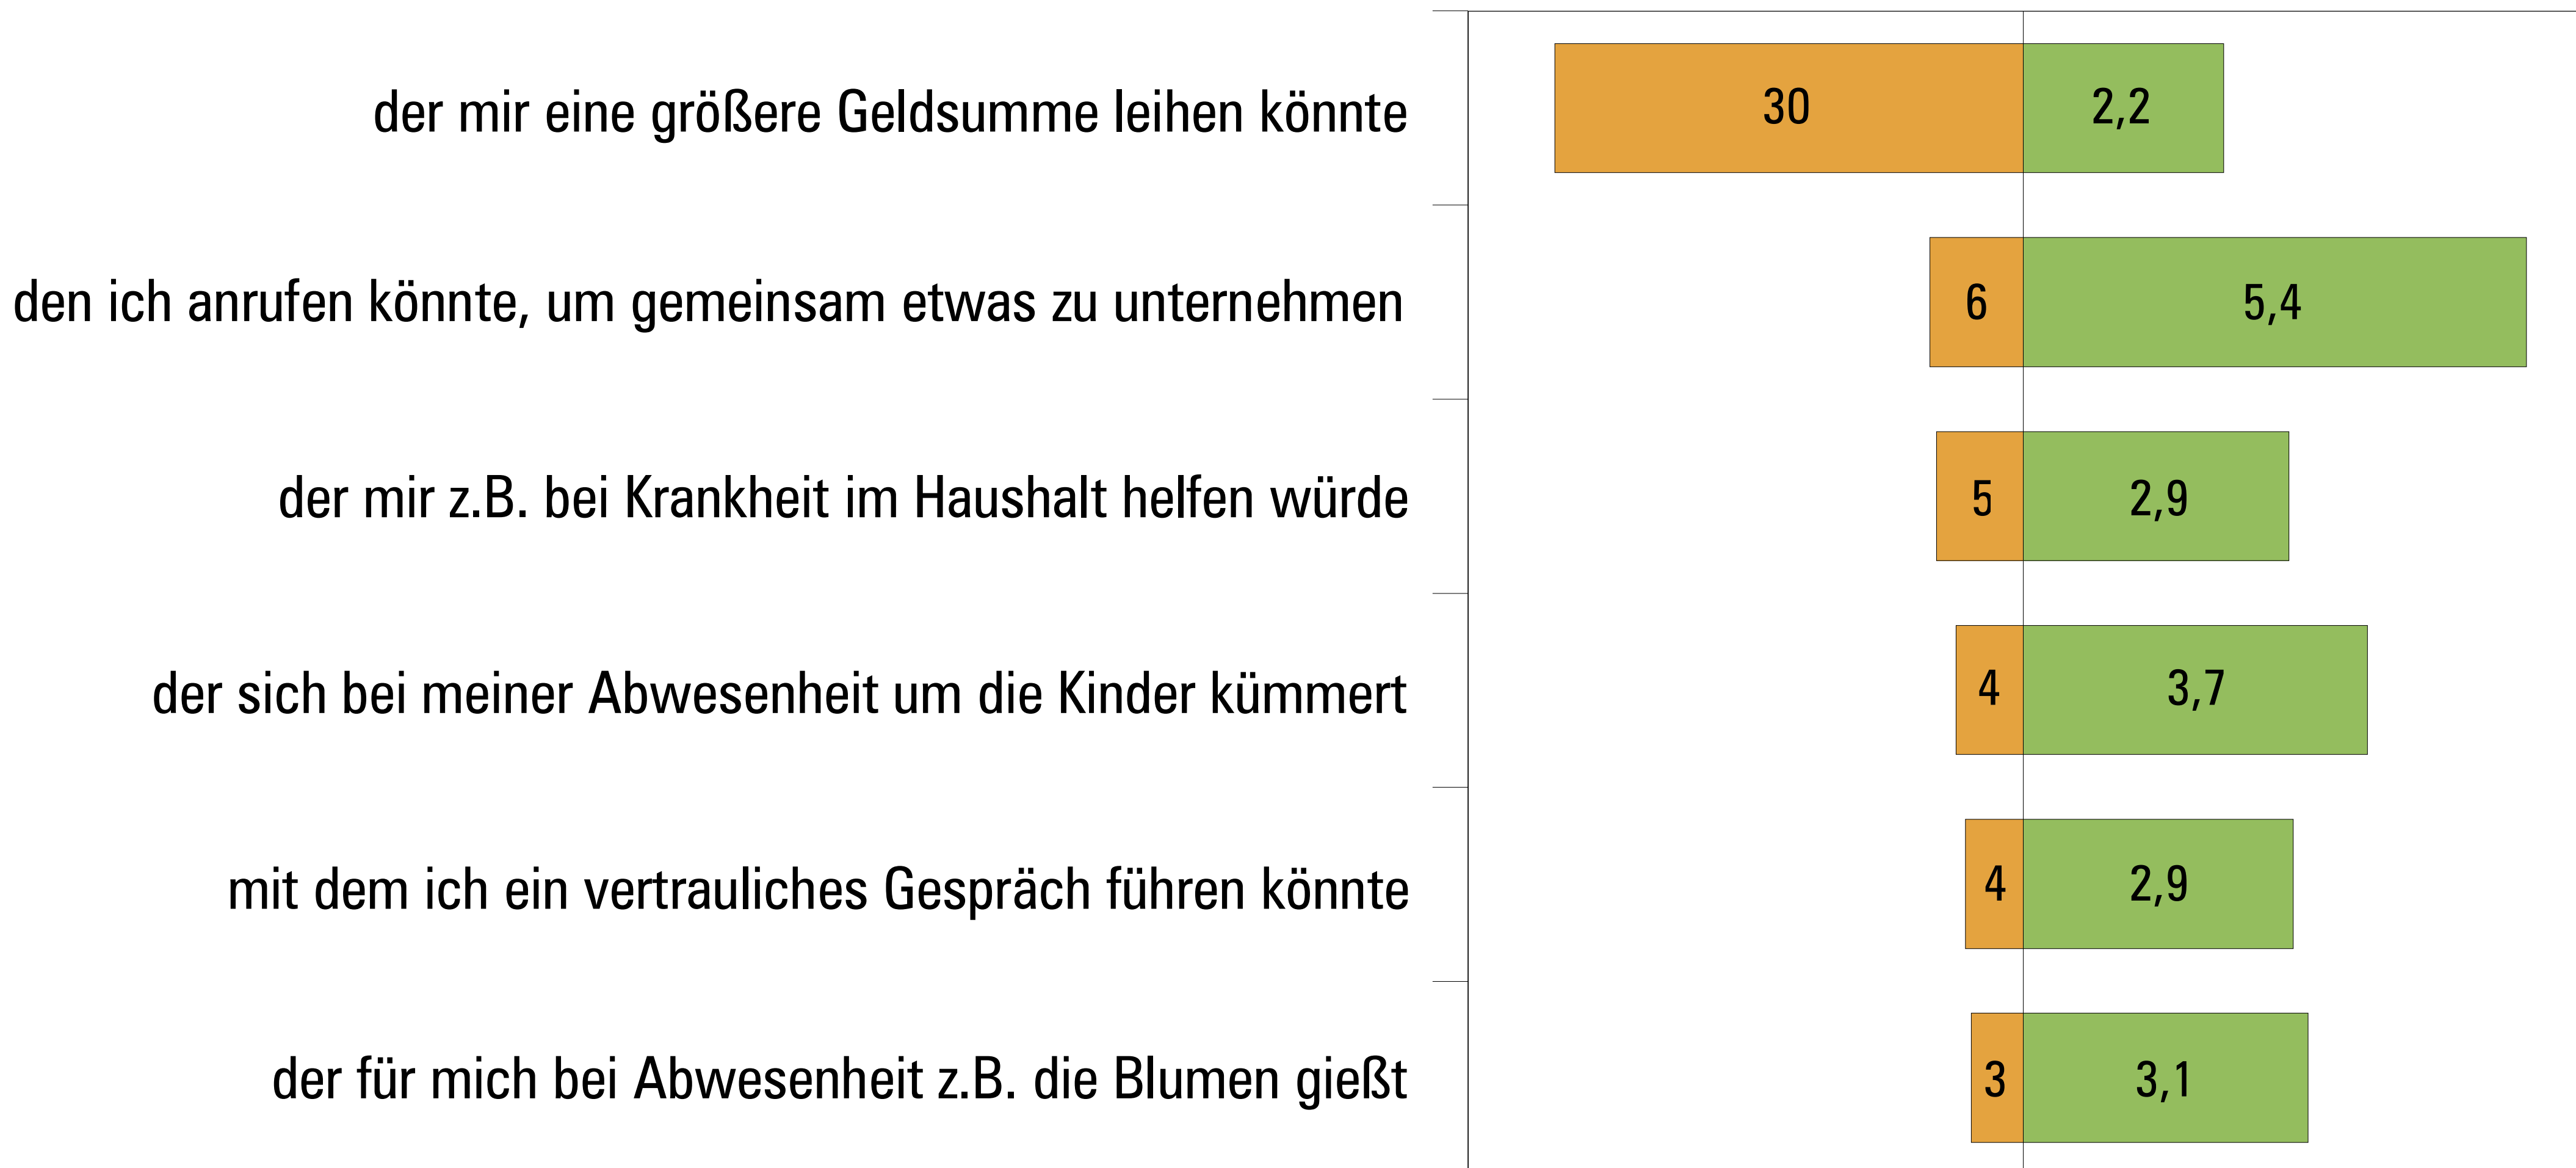 der mir eine größere Geldsumme leihen könnte 30 2,2
den ich anrufen könnte, um gemeinsam etwas zu unternehmen 6 5,4
der mir z.B. bei Krankheit im Haushalt helfen würde 5 2,9
der sich bei meiner Abwesenheit um die Kinder kümmert 4 3,7
mit dem ich ein vertrauliches Gespräch führen könnte 4 2,9
der für mich bei Abwesenheit z.B. die Blumen gießt 3 3,1